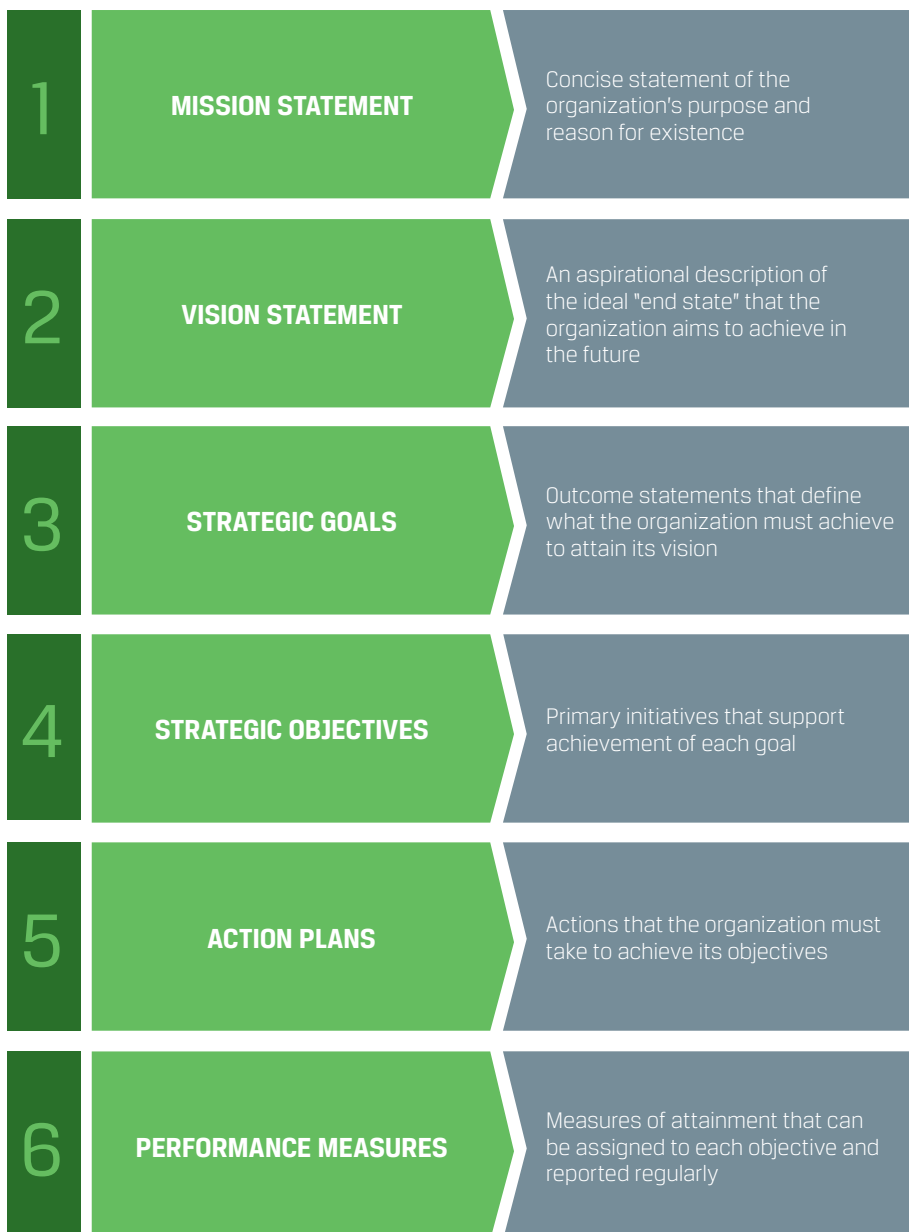 1
MISSION STATEMENT
Concise statement of the
organization's purpose and
reason for existence
2
VISION STATEMENT
An aspirational description of
the ideal "end state" that the
organization aims to achieve in
the future
3
STRATEGIC GOALS
Outcome statements that define
what the organization must achieve
to attain its vision
4
STRATEGIC OBJECTIVES
Primary initiatives that support
achievement of each goal
5
ACTION PLANS
Actions that the organization must
take to achieve its objectives
6
PERFORMANCE MEASURES
Measures of attainment that can
be assigned to each objective and
reported regularly